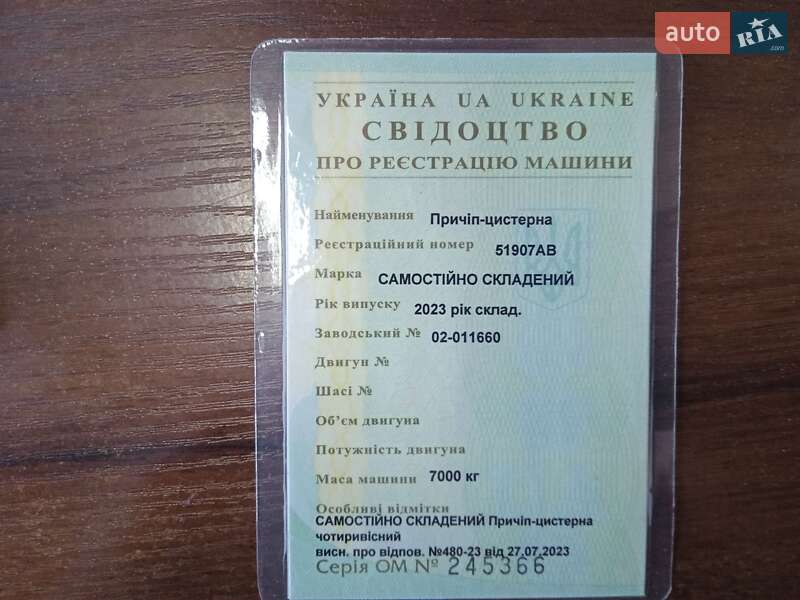 auto RIA.com
УКРАЇНА UA UKRAINE
СВІДОЦТВО
ПРО РЕЄСТРАЦІЮ МАШИНИ
Найменування Причіп-цистерна
Реєстраційний номер 51907АВ
Марка САМОСТІЙНО СКЛАДЕНИЙ
Рік випуску 2023 рік склад.
Заводський № 02-011660
Двигун №
Шасі №
Об'єм двигуна
Потужність двигуна
Маса машини 7000 кг
Особливі відмітки
САМОСТІЙНО СКЛАДЕНИЙ Причіп-цистерна
чотиривісний
висн. про відпов. №480-23 від 27.07.2023
Серія ОМ № 245366